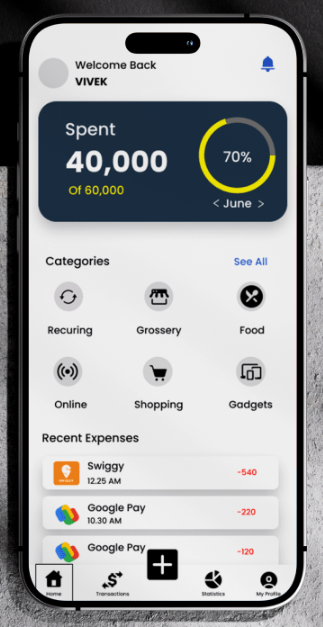 Welcome Back
VIVEK
Spent
40,000
Of 60,000
70%
< June >
Categories
See All
Recuring
Grossery
Food
Online
Shopping
Gadgets
Recent Expenses
Swiggy
12.25 AM
-540
Google Pay
10.30 AM
-220
Google Pay
-120
Home
Transactions
Statistics
My Profile